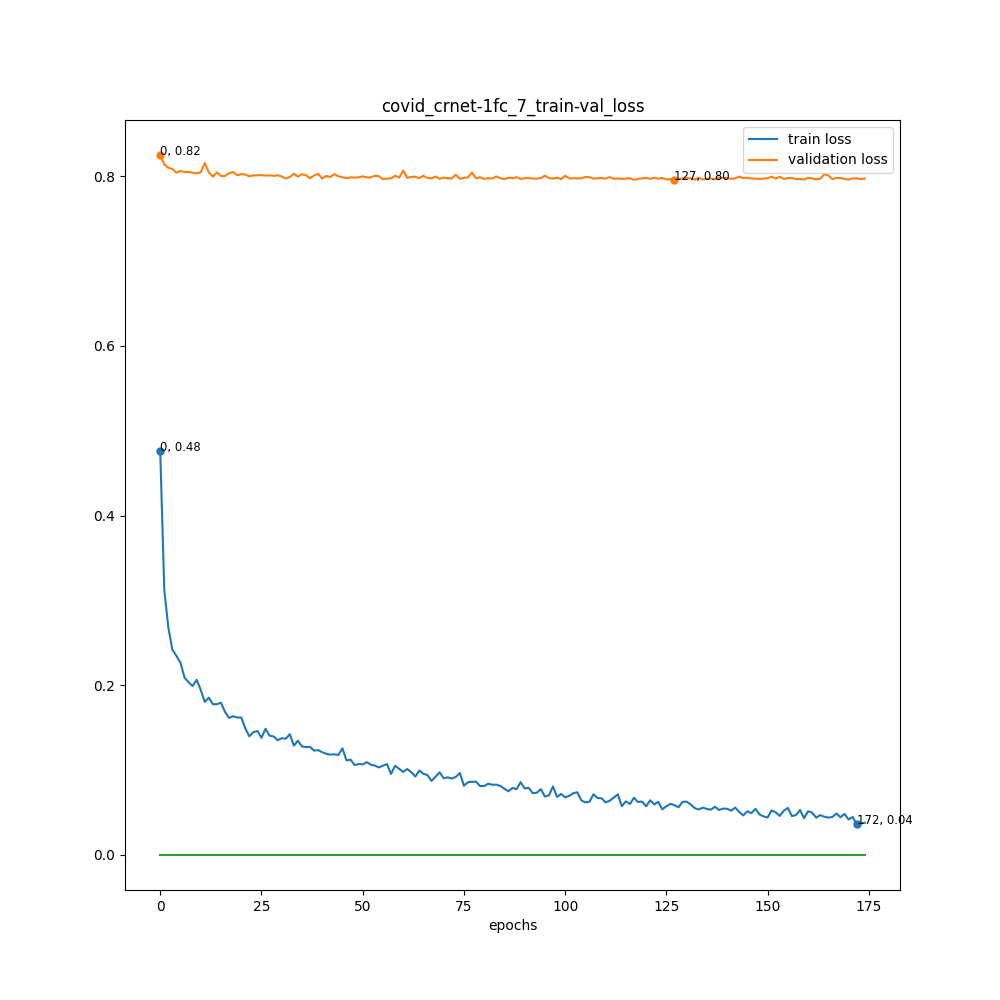 covid_crnet-1fc_7_train-val_loss
train loss
validation loss
0, 0.82
127, 0.80
0.8
0.6
0, 0.48
0.4
0.2
172, 0.04
0.0
0 25 50 75 100 125 150 175
epochs